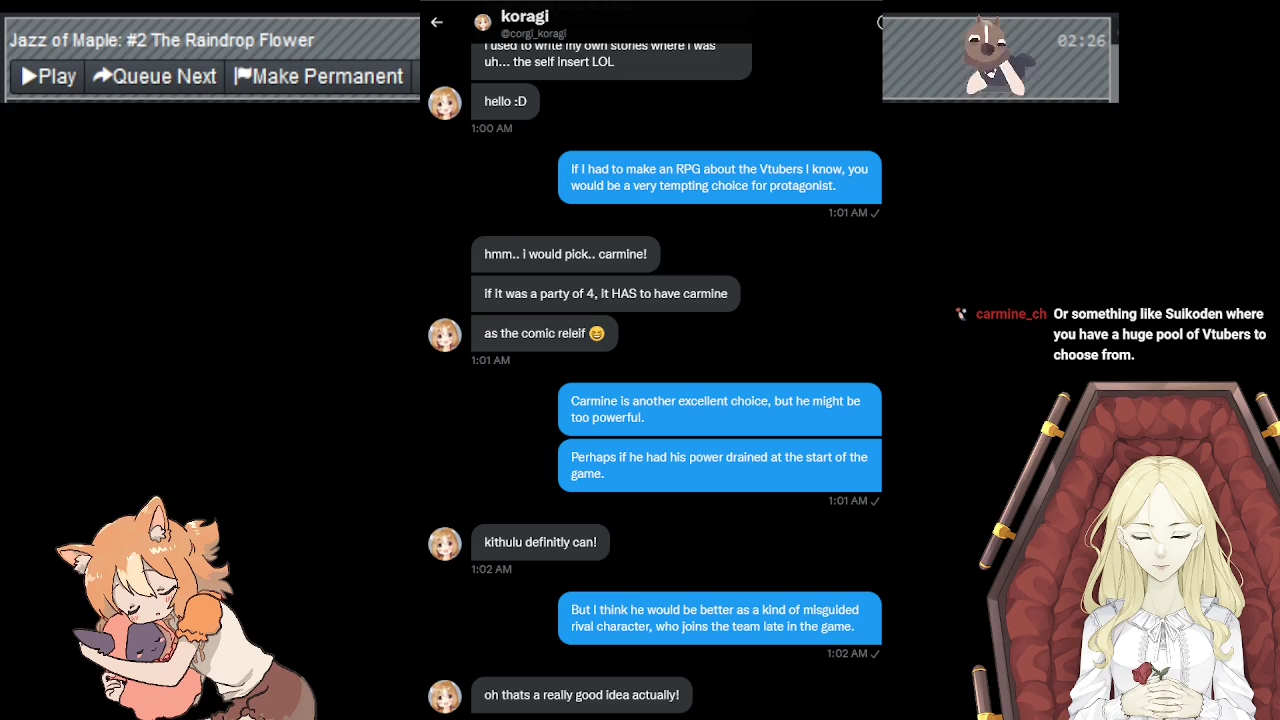 Jazz of Maple: #2 The Raindrop Flower
Play
Queue Next
Make Permanent
koragi
@corgi_koragi
i used to write my own stories where i was
uh... the self insert LOL
hello :D
1:00 AM
If I had to make an RPG about the Vtubers I know, you
would be a very tempting choice for protagonist.
1:01 AM
hmm.. i would pick.. carmine!
if it was a party of 4, it HAS to have carmine
as the comic releif 😆
1:01 AM
Carmine is another excellent choice, but he might be
too powerful.
Perhaps if he had his power drained at the start of the
game.
1:01 AM
kithulu definitly can!
1:02 AM
But I think he would be better as a kind of misguided
rival character, who joins the team late in the game.
1:02 AM
oh thats a really good idea actually!
02:26
carmine_ch Or something like Suikoden where
you have a huge pool of Vtubers to
choose from.